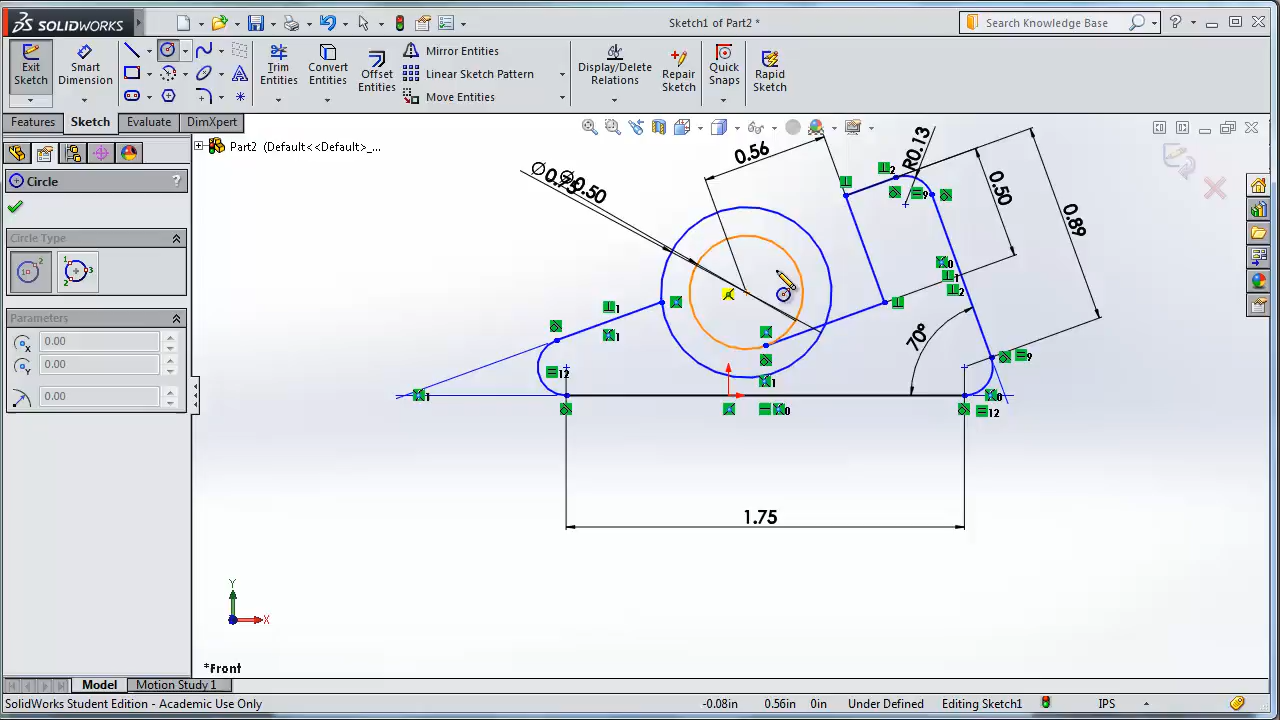 SOLIDWORKS
Sketch1 of Part2 *
Search Knowledge Base
?
Exit
Sketch
Smart
Dimension
Trim
Entities
Convert
Entities
Offset
Entities
Mirror Entities
Linear Sketch Pattern
Move Entities
Display/Delete
Relations
Repair
Sketch
Quick
Snaps
Rapid
Sketch
Features
Sketch
Evaluate
DimXpert
Part2 (Default<<Default>_...
Circle
?
Circle Type
Parameters
0.00
0.00
0.00
0.56
R0.13
Ø0.75
Ø0.50
0.50
0.89
70°
1.75
Y
X
*Front
Model
Motion Study 1
SolidWorks Student Edition - Academic Use Only
-0.08in
0.56in
0in
Under Defined
Editing Sketch1
IPS